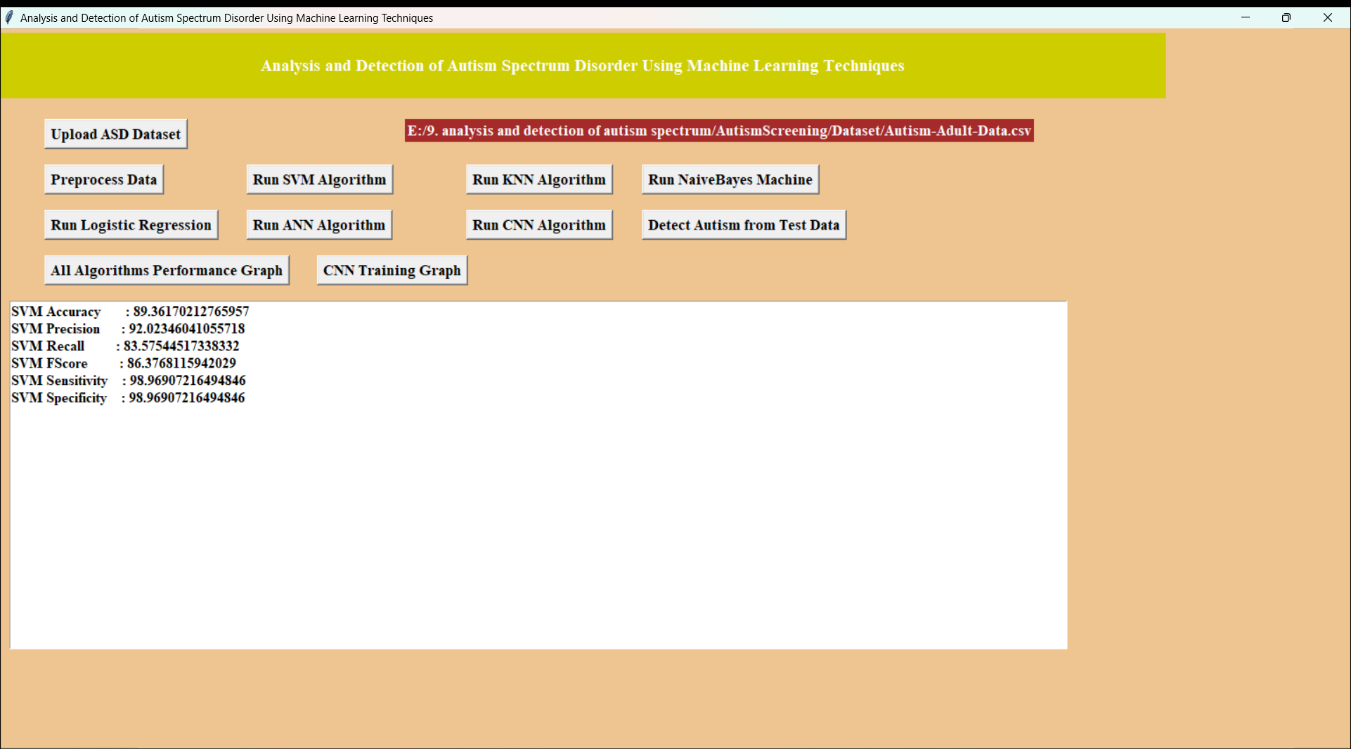 Analysis and Detection of Autism Spectrum Disorder Using Machine Learning Techniques
Analysis and Detection of Autism Spectrum Disorder Using Machine Learning Techniques
Upload ASD Dataset E:/9. analysis and detection of autism spectrum/AutismScreening/Dataset/Autism-Adult-Data.csv
Preprocess Data Run SVM Algorithm Run KNN Algorithm Run NaiveBayes Machine
Run Logistic Regression Run ANN Algorithm Run CNN Algorithm Detect Autism from Test Data
All Algorithms Performance Graph CNN Training Graph
SVM Accuracy : 89.36170212765957
SVM Precision : 92.02346041055718
SVM Recall : 83.57544517338332
SVM FScore : 86.3768115942029
SVM Sensitivity : 98.96907216494846
SVM Specificity : 98.96907216494846